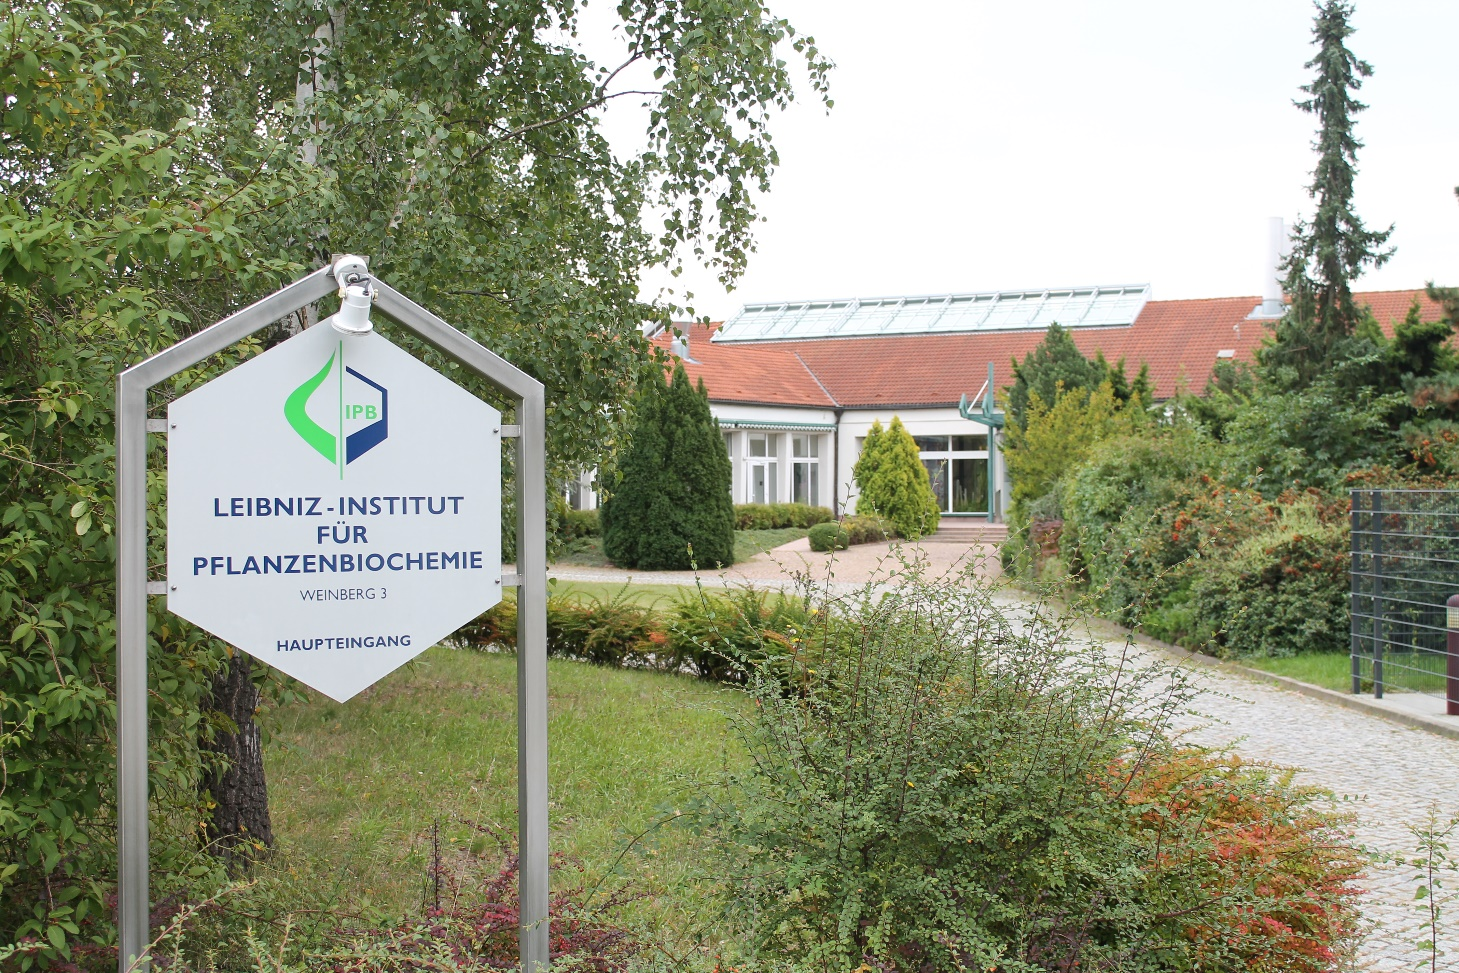 IPB
LEIBNIZ-INSTITUT
FÜR
PFLANZENBIOCHEMIE
WEINBERG 3
HAUPTEINGANG